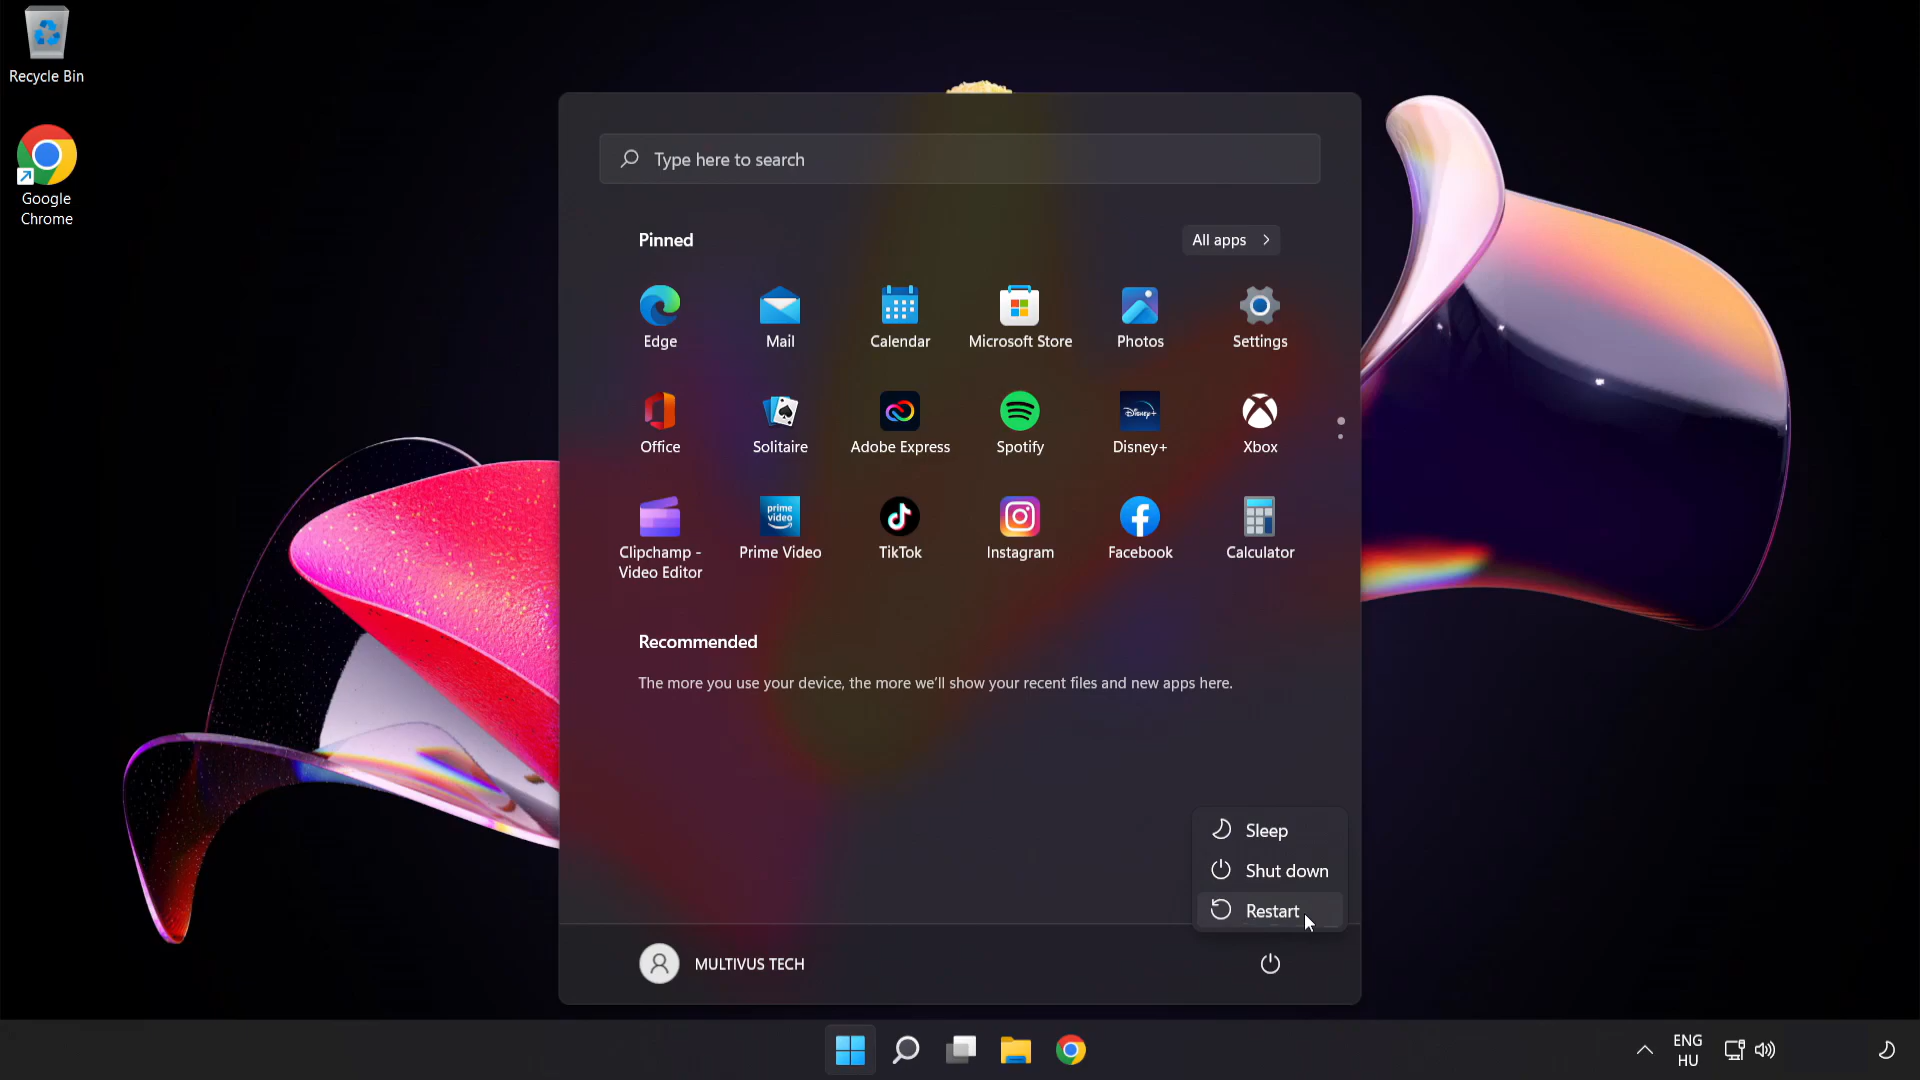 Recycle Bin
Google
Chrome
Type here to search
Pinned
All apps
Edge
Mail
Calendar
Microsoft Store
Photos
Settings
Office
Solitaire
Adobe Express
Disney+
Spotify
Disney+
Xbox
prime
video
Clipchamp -
Video Editor
Prime Video
TikTok
Instagram
Facebook
Calculator
Recommended
The more you use your device, the more we'll show your recent files and new apps here.
Sleep
Shut down
Restart
MULTIVUS TECH
ENG
HU